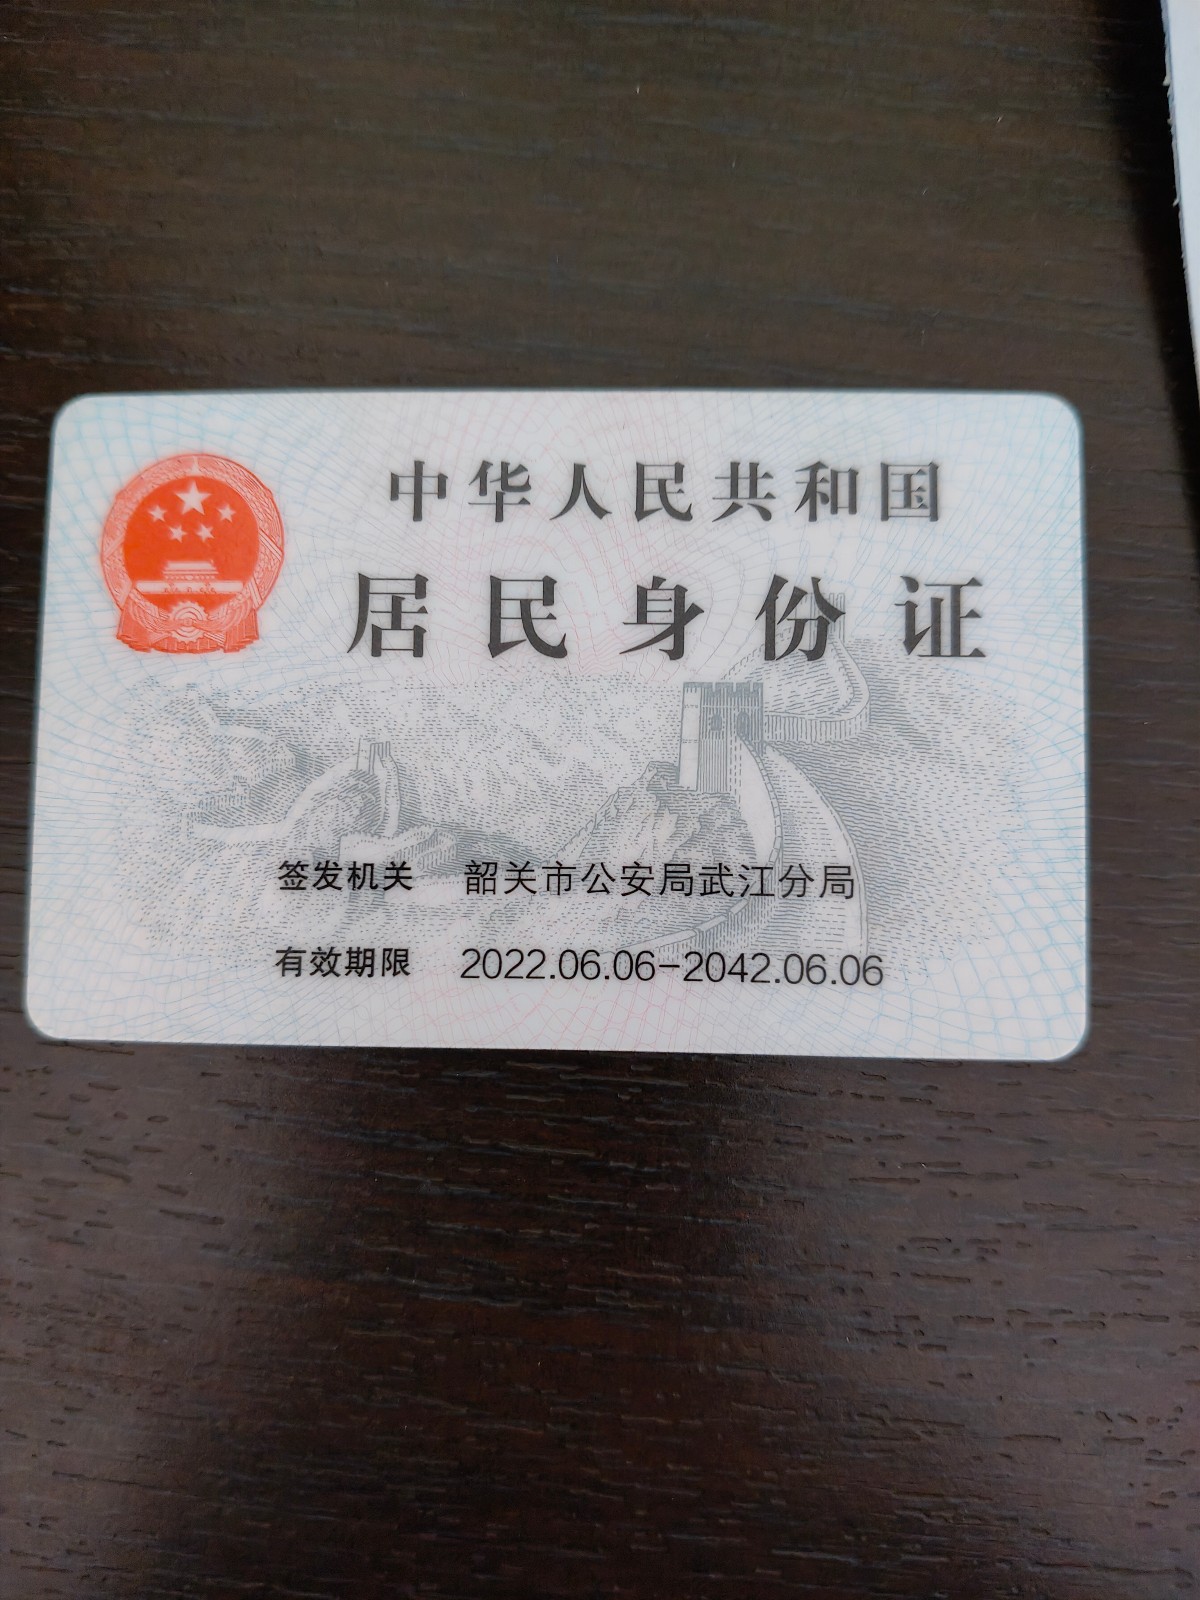 中华人民共和国
居民身份证
签发机关 韶关市公安局武江分局
有效期限 2022.06.06-2042.06.06